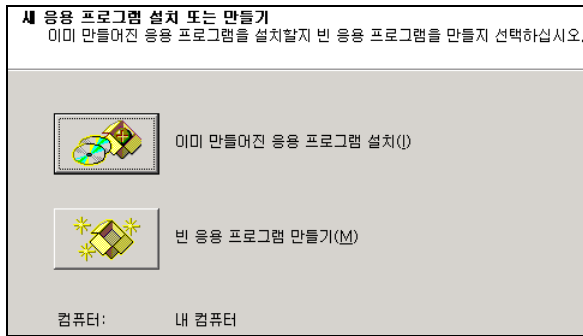 새 응용 프로그램 설치 또는 만들기
이미 만들어진 응용 프로그램을 설치할지 빈 응용 프로그램을 만들지 선택하십시오.
이미 만들어진 응용 프로그램 설치(I)
빈 응용 프로그램 만들기(M)
컴퓨터: 내 컴퓨터